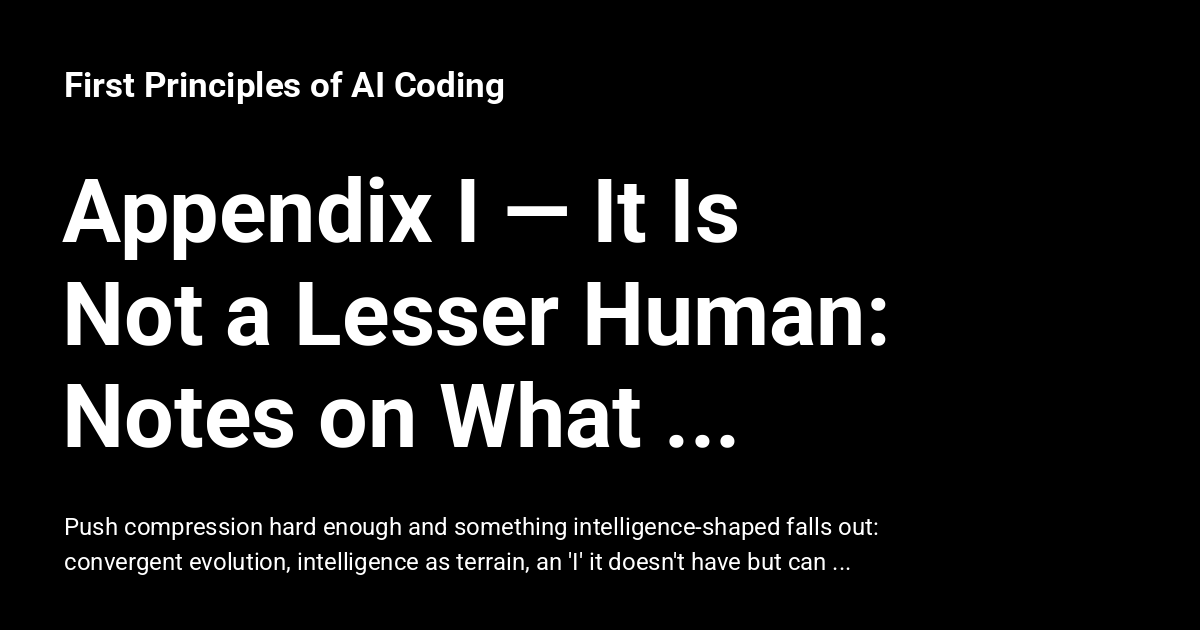 First Principles of AI Coding
Appendix I — It Is
Not a Lesser Human:
Notes on What ...
Push compression hard enough and something intelligence-shaped falls out:
convergent evolution, intelligence as terrain, an 'I' it doesn't have but can ...